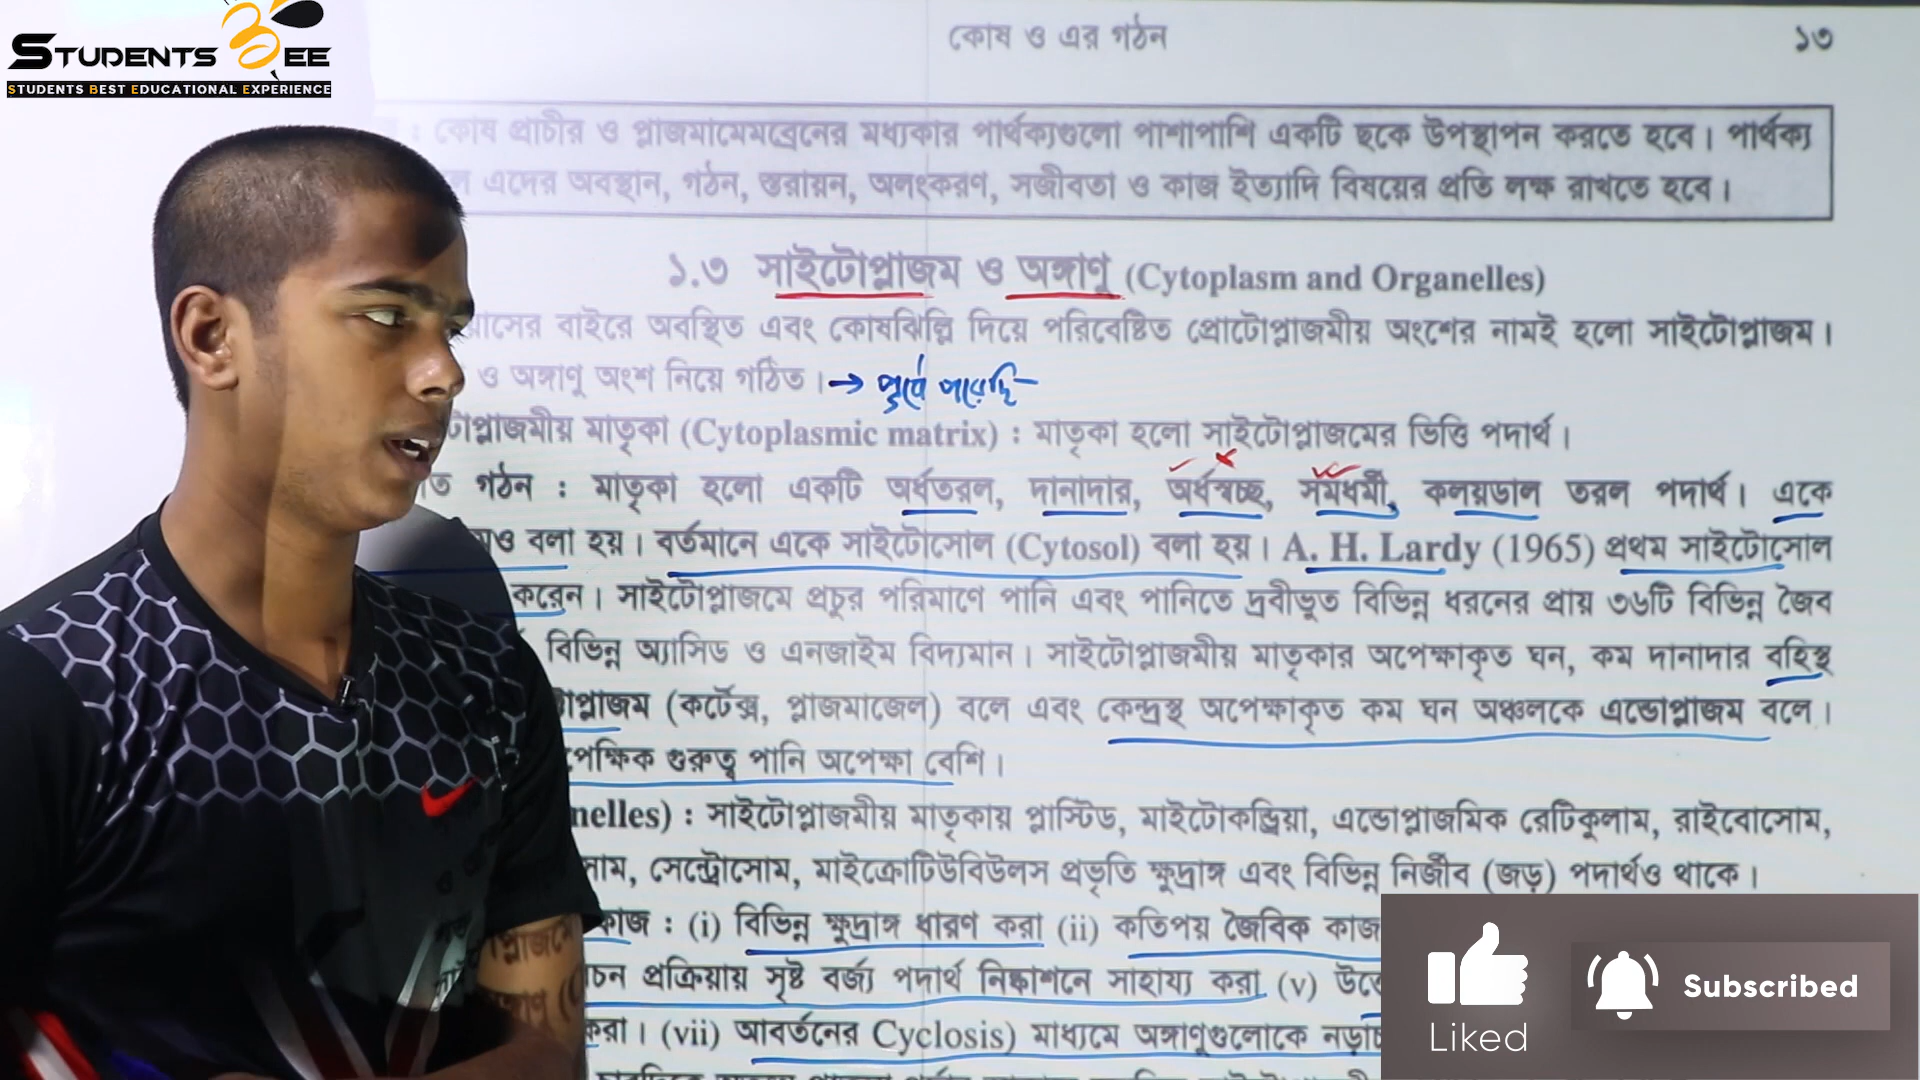 STUDENTS BEE
STUDENTS BEST EDUCATIONAL EXPERIENCE
কোষ ও এর গঠন ১৩
: কোষ প্রাচীর ও প্লাজমামেমব্রেনের মধ্যকার পার্থক্যগুলো পাশাপাশি একটি ছকে উপস্থাপন করতে হবে। পার্থক্য
এদের অবস্থান, গঠন, স্তরায়ন, অলংকরণ, সজীবতা ও কাজ ইত্যাদি বিষয়ের প্রতি লক্ষ রাখতে হবে।
১.৩ সাইটোপ্লাজম ও অঙ্গাণু (Cytoplasm and Organelles)
বাইরে অবস্থিত এবং কোষঝিল্লি দিয়ে পরিবেষ্টিত প্রোটোপ্লাজমীয় অংশের নামই হলো সাইটোপ্লাজম।
ও অঙ্গাণু অংশ নিয়ে গঠিত। → পূর্বে পড়েছি
মাতৃকা (Cytoplasmic matrix) : মাতৃকা হলো সাইটোপ্লাজমের ভিত্তি পদার্থ।
গঠন : মাতৃকা হলো একটি অর্ধতরল, দানাদার, অর্ধস্বচ্ছ, সমধর্মী, কলয়ডাল তরল পদার্থ। একে
বলা হয়। বর্তমানে একে সাইটোসোল (Cytosol) বলা হয়। A. H. Lardy (1965) প্রথম সাইটোসোল
করেন। সাইটোপ্লাজমে প্রচুর পরিমাণে পানি এবং পানিতে দ্রবীভূত বিভিন্ন ধরনের প্রায় ৩৬টি বিভিন্ন জৈব
বিভিন্ন অ্যাসিড ও এনজাইম বিদ্যমান। সাইটোপ্লাজমীয় মাতৃকার অপেক্ষাকৃত ঘন, কম দানাদার বহিস্থ
(কর্টেক্স, প্লাজমাজেল) বলে এবং কেন্দ্রস্থ অপেক্ষাকৃত কম ঘন অঞ্চলকে এন্ডোপ্লাজম বলে।
গুরুত্ব পানি অপেক্ষা বেশি।
nelles) : সাইটোপ্লাজমীয় মাতৃকায় প্লাস্টিড, মাইটোকন্ড্রিয়া, এন্ডোপ্লাজমিক রেটিকুলাম, রাইবোসোম,
সেন্ট্রোসোম, মাইক্রোটিউবিউলস প্রভৃতি ক্ষুদ্রাঙ্গ এবং বিভিন্ন নির্জীব (জড়) পদার্থও থাকে।
কাজ : (i) বিভিন্ন ক্ষুদ্রাঙ্গ ধারণ করা (ii) কতিপয় জৈবিক কাজ
প্রক্রিয়ায় সৃষ্ট বর্জ্য পদার্থ নিষ্কাশনে সাহায্য করা (v)
করা। (vii) আবর্তনের Cyclosis) মাধ্যমে অঙ্গাণুগুলোকে
Liked
Subscribed